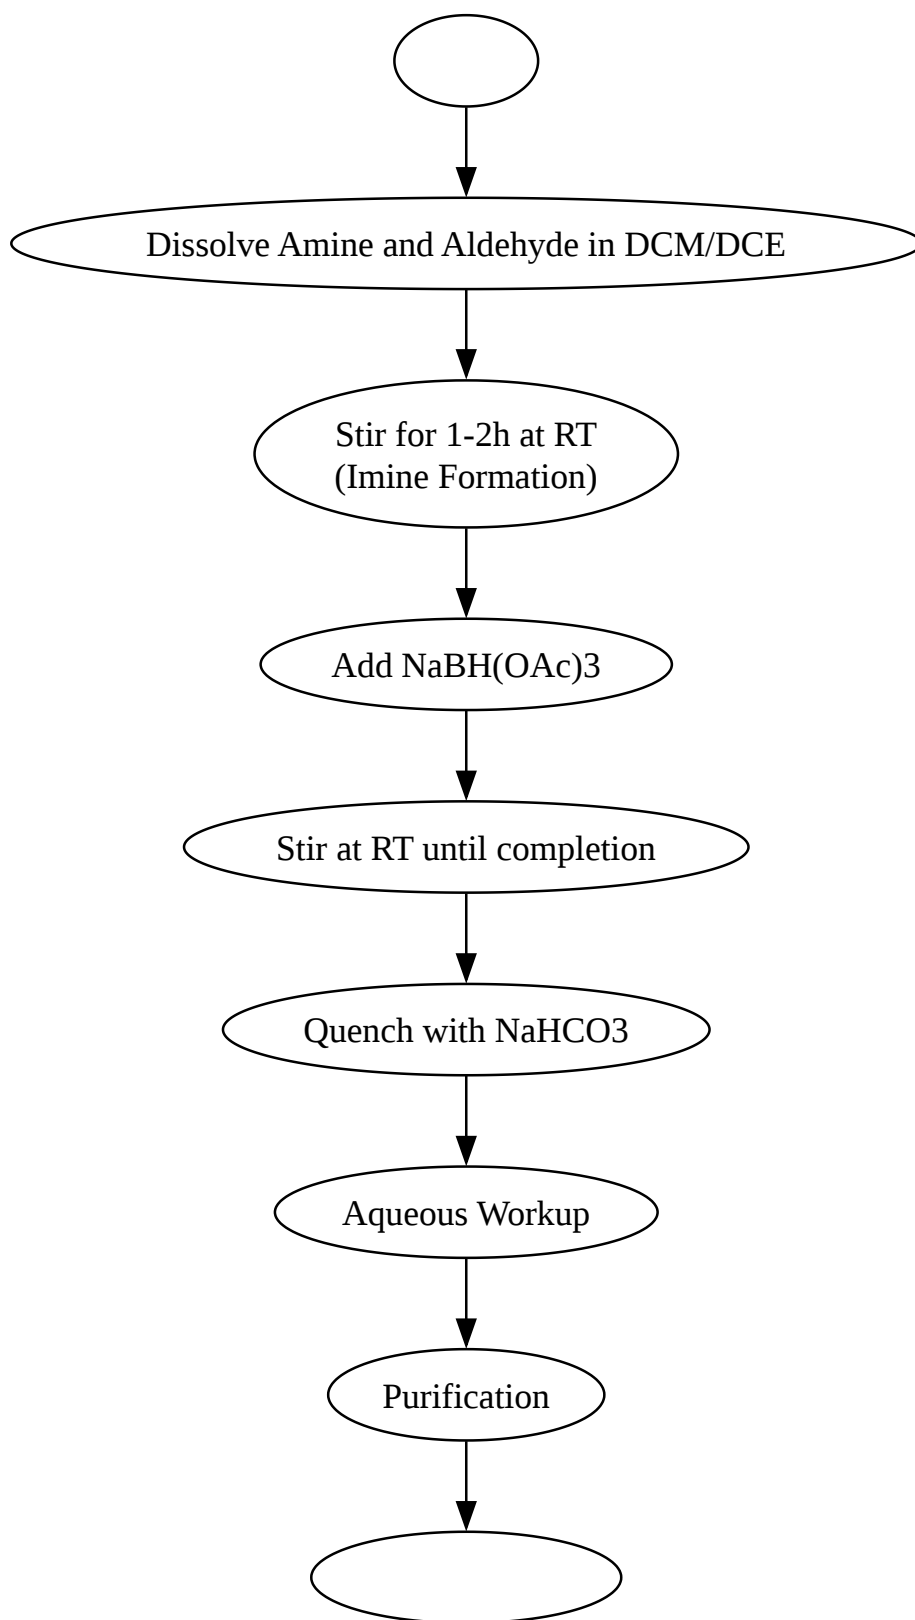 Dissolve Amine and Aldehyde in DCM/DCE
Stir for 1-2h at RT
(Imine Formation)
Add NaBH(OAc)3
Stir at RT until completion
Quench with NaHCO3
Aqueous Workup
Purification